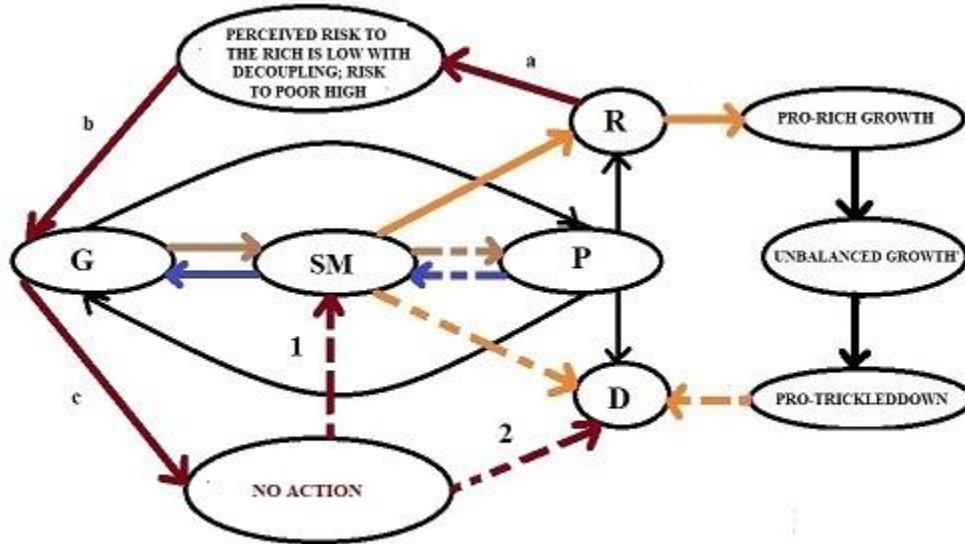 PERCEIVED RISK TO
THE RICH IS LOW WITH
DECOUPLING; RISK
TO POOR HIGH
a
R
PRO-RICH GROWTH
b
G
SM
P
UNBALANCED GROWTH
1
c
D
PRO-TRICKLEDDOWN
2
NO ACTION